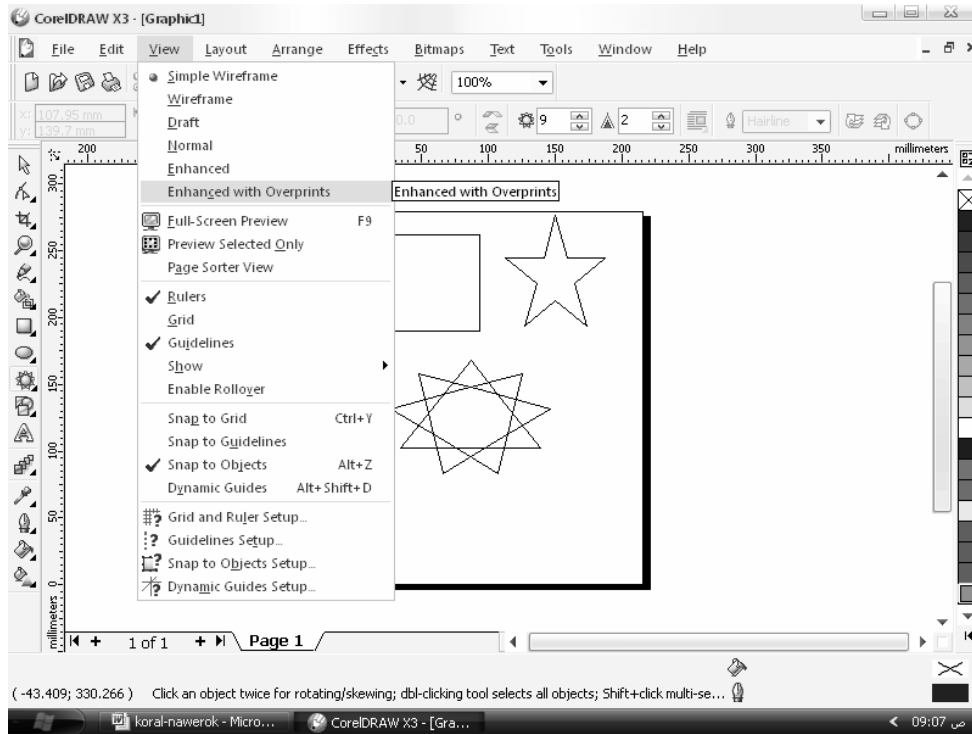 CorelDRAW X3 - [Graphic1]
File Edit View Layout Arrange Effects Bitmaps Text Tools Window Help
100%
x: 107.95 mm
y: 139.7 mm
0.0 ° 9 2 Hairline
200 50 100 150 200 250 300 350 millimeters
Simple Wireframe
Wireframe
Draft
Normal
Enhanced
Enhanced with Overprints
Enhanced with Overprints
Full-Screen Preview F9
Preview Selected Only
Page Sorter View
Rulers
Grid
Guidelines
Show
Enable Rollover
Snap to Grid Ctrl+Y
Snap to Guidelines
Snap to Objects Alt+Z
Dynamic Guides Alt+Shift+D
Grid and Ruler Setup...
Guidelines Setup...
Snap to Objects Setup...
Dynamic Guides Setup...
300
250
200
150
100
50
0
millimeters
1 of 1 Page 1
( -43.409; 330.266 ) Click an object twice for rotating/skewing; dbl-clicking tool selects all objects; Shift+click multi-se...
koral-nawerok - Micro... CorelDRAW X3 - [Gra... 09:07 ص